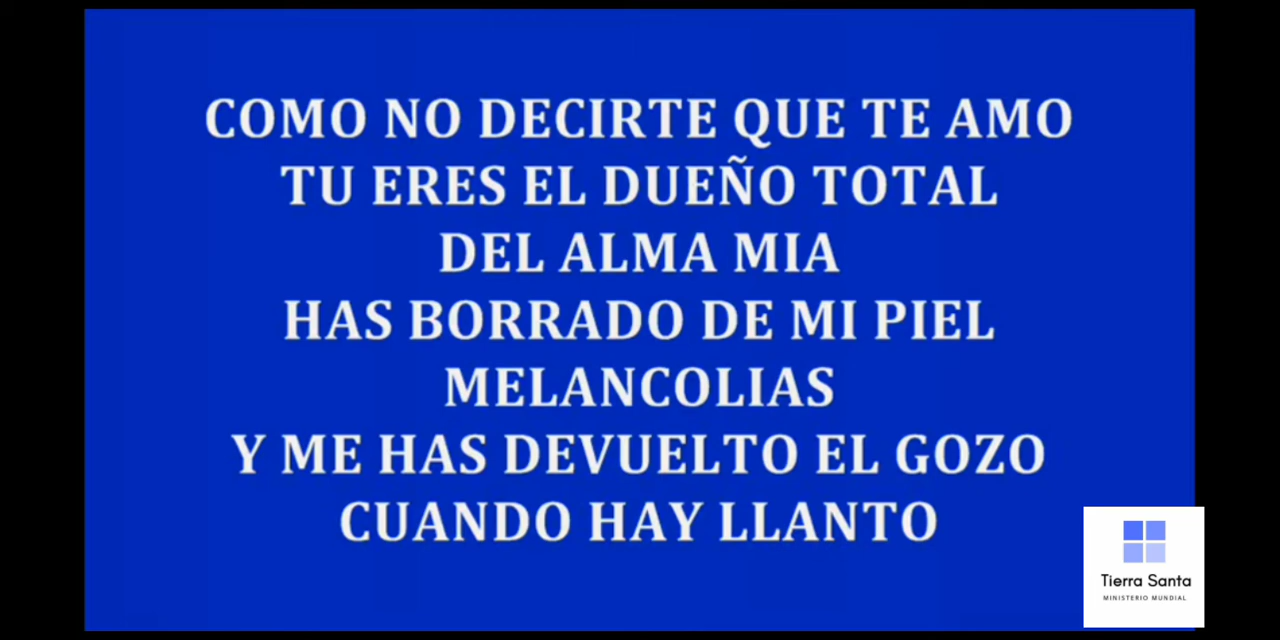 COMO NO DECIRTE QUE TE AMO
TU ERES EL DUEÑO TOTAL
DEL ALMA MIA
HAS BORRADO DE MI PIEL
MELANCOLIAS
Y ME HAS DEVUELTO EL GOZO
CUANDO HAY LLANTO
Tierra Santa
MINISTERIO MUNDIAL